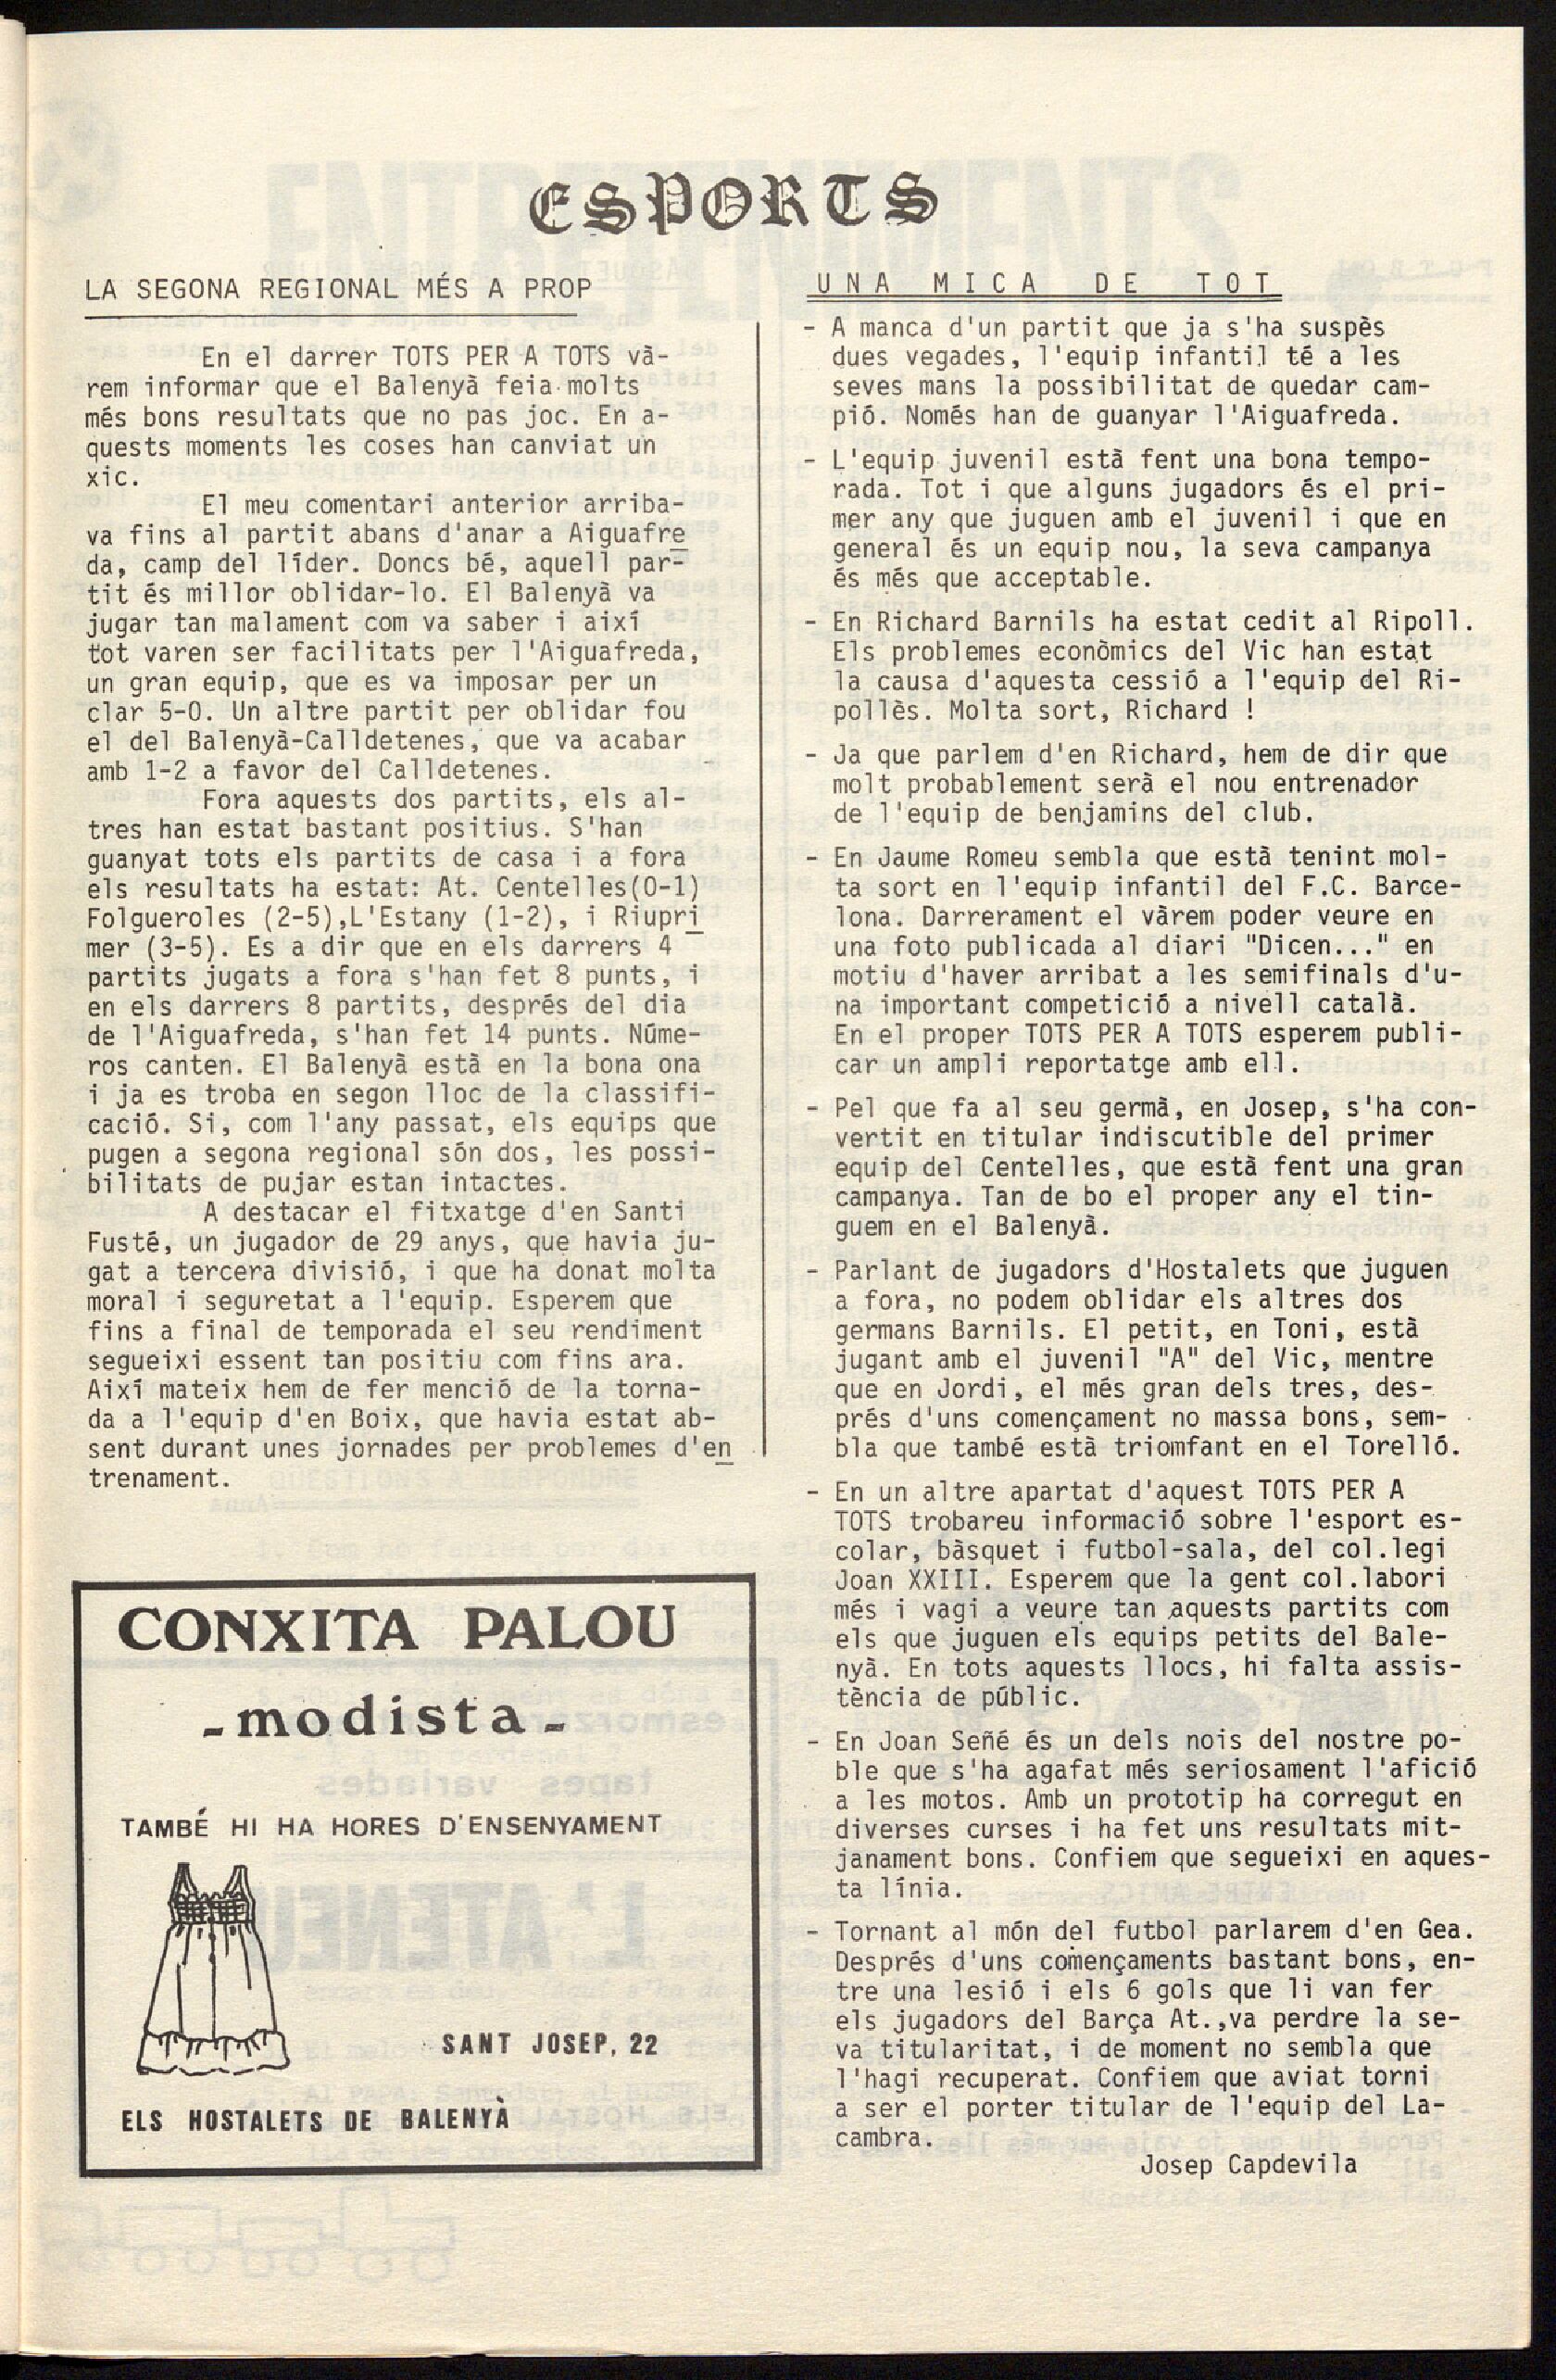 ESPORTS
LA SEGONA REGIONAL MÉS A PROP
En el darrer TOTS PER A TOTS và-
rem informar que el Balenyà feia molts
més bons resultats que no pas joc. En a-
quests moments les coses han canviat un
xic.
El meu comentari anterior arriba-
va fins al partit abans d'anar a Aiguafre
da, camp del líder. Doncs bé, aquell par-
tit és millor oblidar-lo. El Balenyà va
jugar tan malament com va saber i així
tot varen ser facilitats per l'Aiguafreda,
un gran equip, que es va imposar per un
clar 5-0. Un altre partit per oblidar fou
el del Balenyà-Calldetenes, que va acabar
amb 1-2 a favor del Calldetenes.
Fora aquests dos partits, els al-
tres han estat bastant positius. S'han
guanyat tots els partits de casa i a fora
els resultats ha estat: At. Centelles(0-1)
Folgueroles (2-5),L'Estany (1-2), i Riupri
mer (3-5). Es a dir que en els darrers 4
partits jugats a fora s'han fet 8 punts, i
en els darrers 8 partits, després del dia
de l'Aiguafreda, s'han fet 14 punts. Núme-
ros canten. El Balenyà està en la bona ona
i ja es troba en segon lloc de la classifi-
cació. Si, com l'any passat, els equips que
pugen a segona regional són dos, les possi-
bilitats de pujar estan intactes.
A destacar el fitxatge d'en Santi
Fusté, un jugador de 29 anys, que havia ju-
gat a tercera divisió, i que ha donat molta
moral i seguretat a l'equip. Esperem que
fins a final de temporada el seu rendiment
segueixi essent tan positiu com fins ara.
Així mateix hem de fer menció de la torna-
da a l'equip d'en Boix, que havia estat ab-
sent durant unes jornades per problemes d'en
trenament.
CONXITA PALOU
-modista-
TAMBÉ HI HA HORES D'ENSENYAMENT
SANT JOSEP, 22
ELS HOSTALETS DE BALENYÀ
UNA MICA DE TOT
- A manca d'un partit que ja s'ha suspès
dues vegades, l'equip infantil té a les
seves mans la possibilitat de quedar cam-
pió. Només han de guanyar l'Aiguafreda.
- L'equip juvenil està fent una bona tempo-
rada. Tot i que alguns jugadors és el pri-
mer any que juguen amb el juvenil i que en
general és un equip nou, la seva campanya
és més que acceptable.
- En Richard Barnils ha estat cedit al Ripoll.
Els problemes econòmics del Vic han estat
la causa d'aquesta cessió a l'equip del Ri-
pollès. Molta sort, Richard !
- Ja que parlem d'en Richard, hem de dir que
molt probablement serà el nou entrenador
de l'equip de benjamins del club.
- En Jaume Romeu sembla que està tenint mol-
ta sort en l'equip infantil del F.C. Barce-
lona. Darrerament el vàrem poder veure en
una foto publicada al diari "Dicen..." en
motiu d'haver arribat a les semifinals d'u-
na important competició a nivell català.
En el proper TOTS PER A TOTS esperem publi-
car un ampli reportatge amb ell.
- Pel que fa al seu germà, en Josep, s'ha con-
vertit en titular indiscutible del primer
equip del Centelles, que està fent una gran
campanya. Tan de bo el proper any el tin-
guem en el Balenyà.
- Parlant de jugadors d'Hostalets que juguen
a fora, no podem oblidar els altres dos
germans Barnils. El petit, en Toni, està
jugant amb el juvenil "A" del Vic, mentre
que en Jordi, el més gran dels tres, des-
prés d'uns començament no massa bons, sem-
bla que també està triomfant en el Torelló.
- En un altre apartat d'aquest TOTS PER A
TOTS trobareu informació sobre l'esport es-
colar, bàsquet i futbol-sala, del col.legi
Joan XXIII. Esperem que la gent col.labori
més i vagi a veure tan aquests partits com
els que juguen els equips petits del Bale-
nyà. En tots aquests llocs, hi falta assis-
tència de públic.
- En Joan Señé és un dels nois del nostre po-
ble que s'ha agafat més seriosament l'afició
a les motos. Amb un prototip ha corregut en
diverses curses i ha fet uns resultats mit-
janament bons. Confiem que segueixi en aques-
ta línia.
- Tornant al món del futbol parlarem d'en Gea.
Després d'uns començaments bastant bons, en-
tre una lesió i els 6 gols que li van fer
els jugadors del Barça At.,va perdre la se-
va titularitat, i de moment no sembla que
l'hagi recuperat. Confiem que aviat torni
a ser el porter titular de l'equip del La-
cambra.
Josep Capdevila